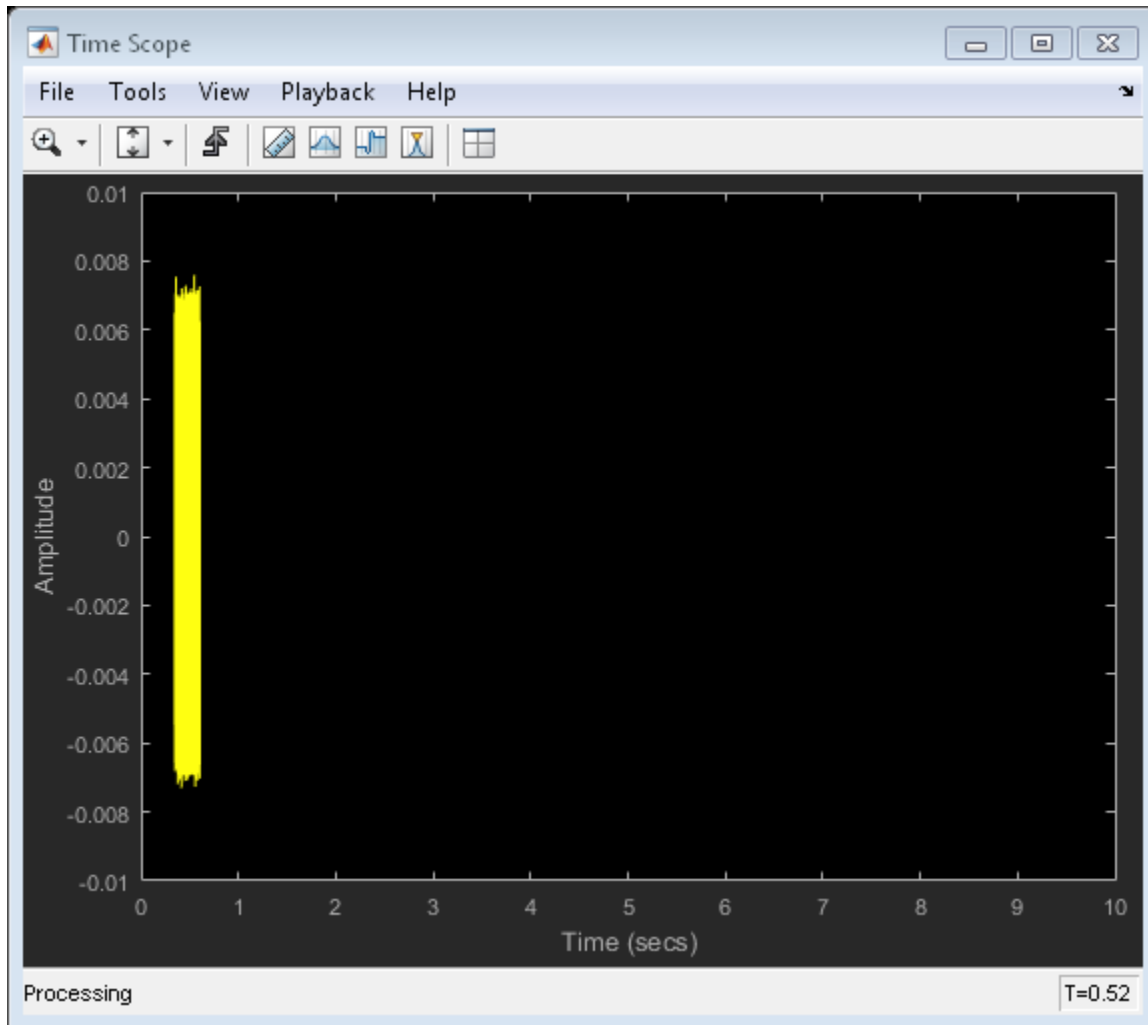 Time Scope
File Tools View Playback Help
0.01
0.008
0.006
0.004
0.002
0
-0.002
-0.004
-0.006
-0.008
-0.01
Amplitude
0 1 2 3 4 5 6 7 8 9 10
Time (secs)
Processing T=0.52